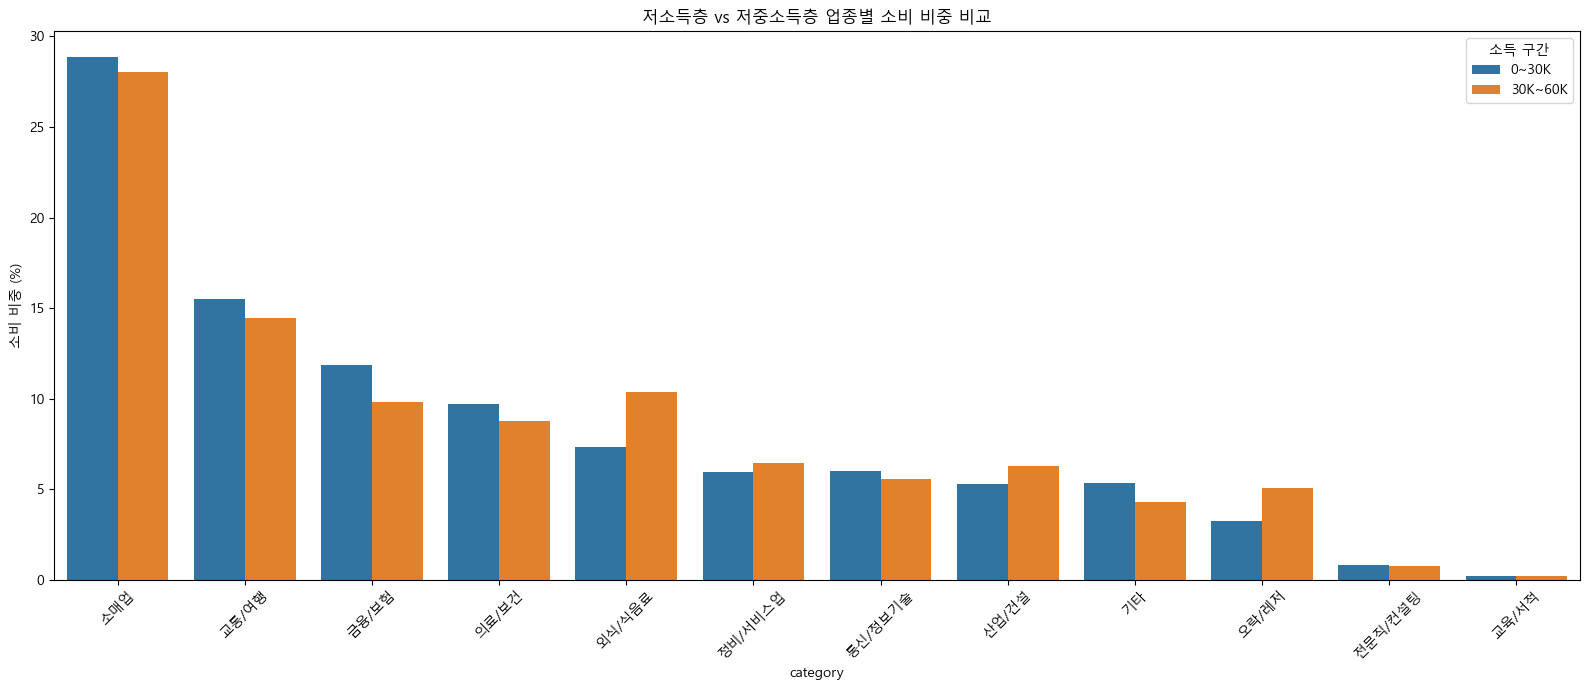 저소득층 vs 저중소득층 업종별 소비 비중 비교
소득 구간
0~30K
30K~60K
소비 비중 (%)
30
25
20
15
10
5
0
소매업
교통/여행
금융/보험
의료/보건
외식/식음료
정비/서비스업
통신/정보기술
산업/건설
기타
오락/레저
전문직/컨설팅
교육/서적
category